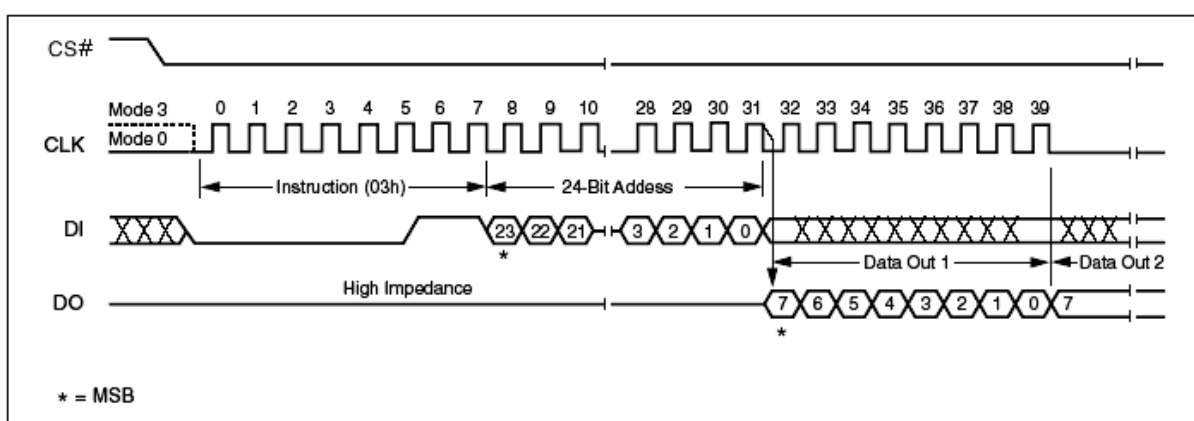 CS#
Mode 3 0 1 2 3 4 5 6 7 8 9 10 28 29 30 31 32 33 34 35 36 37 38 39
CLK Mode 0
Instruction (03h) 24-Bit Addess
DI 23 22 21 3 2 1 0
* Data Out 1 Data Out 2
High Impedance
DO 7 6 5 4 3 2 1 0 7
*
* = MSB